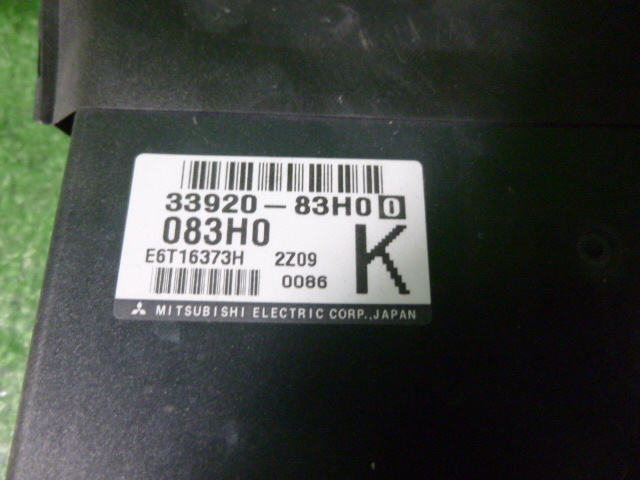 33920-83H0 0
083H0
K
E6T16373H 2Z09
0086
MITSUBISHI ELECTRIC CORP.,JAPAN